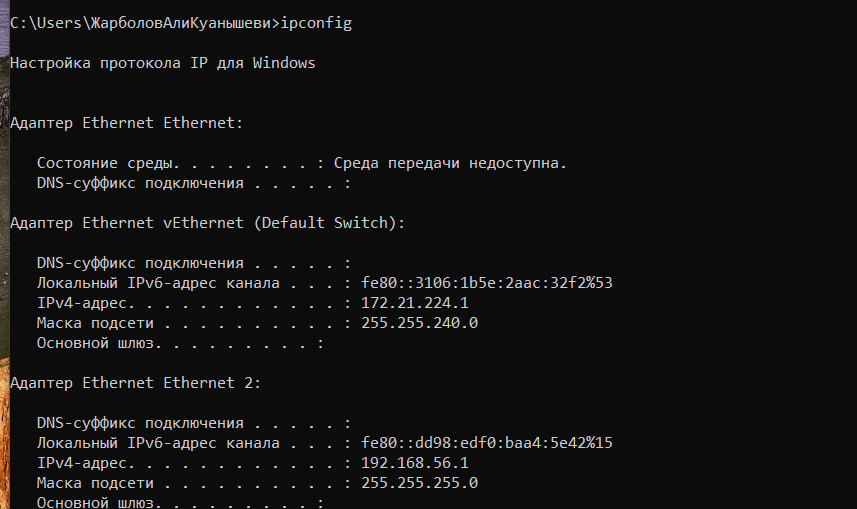 C:\Users\ЖарболовАлиКуанышеви>ipconfig
Настройка протокола IP для Windows
Адаптер Ethernet Ethernet:
Состояние среды. . . . . . . . : Среда передачи недоступна.
DNS-суффикс подключения . . . . . :
Адаптер Ethernet vEthernet (Default Switch):
DNS-суффикс подключения . . . . . :
Локальный IPv6-адрес канала . . . : fe80::3106:1b5e:2aac:32f2%53
IPv4-адрес. . . . . . . . . . . . : 172.21.224.1
Маска подсети . . . . . . . . . . : 255.255.240.0
Основной шлюз. . . . . . . . . :
Адаптер Ethernet Ethernet 2:
DNS-суффикс подключения . . . . . :
Локальный IPv6-адрес канала . . . : fe80::dd98:edf0:baa4:5e42%15
IPv4-адрес. . . . . . . . . . . . : 192.168.56.1
Маска подсети . . . . . . . . . . : 255.255.255.0
Основной шлюз. . . . . . . . . :